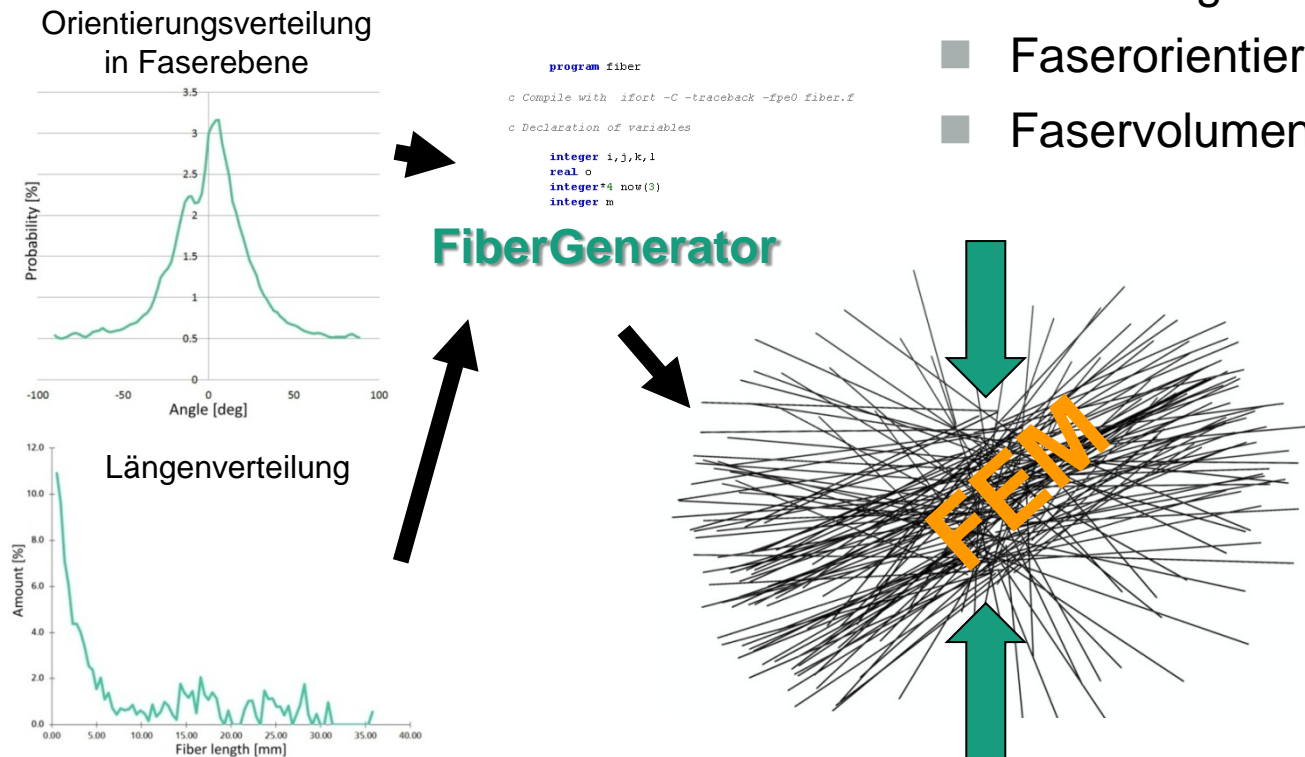 Orientierungsverteilung
in Faserebene
3.5
3
2.5
2
1.5
1
0.5
0
-100
-50
0
50
100
Probability [%]
Angle [deg]
Längenverteilung
12.0
10.0
8.0
6.0
4.0
2.0
0.0
0.00
5.00
10.00
15.00
20.00
25.00
30.00
35.00
40.00
Amount [%]
Fiber length [mm]
program fiber
c Compile with ifort -C -traceback -fpe0 fiber.f
c Declaration of variables
integer i,j,k,l
real o
integer*4 now(3)
integer m
FiberGenerator
Faserorientier
Faservolumen
FEM